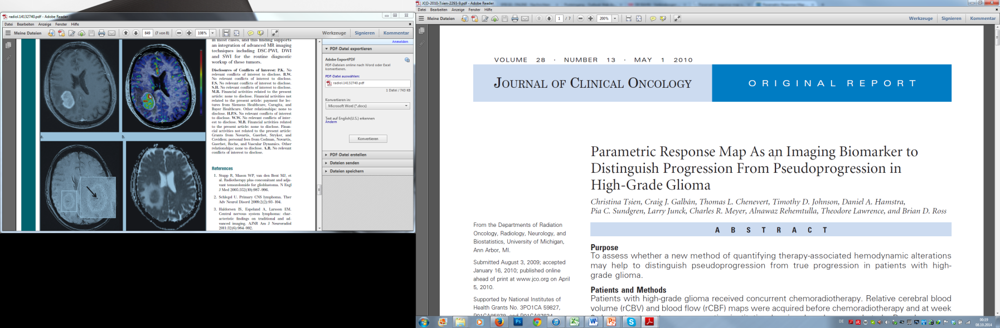 radiol.14132740.pdf - Adobe Reader
Datei Bearbeiten Anzeige Fenster Hilfe
Meine Dateien 849 (7 von 8) 108% Werkzeuge Signieren Kommentar
in most cases, and this finding supports
an integration of advanced MR imaging
techniques including DSC-PWI, DWI
and SWI for the routine diagnostic
workup of these tumors.
Disclosures of Conflicts of Interest: P.K. No
relevant conflicts of interest to disclose. B.W.
No relevant conflicts of interest to disclose.
F.S. No relevant conflicts of interest to disclose.
S.H. No relevant conflicts of interest to disclose.
M.R. Financial activities related to the present
article: none to disclose. Financial activities not
related to the present article: payment for lec-
tures from Siemens Healthcare, Curagita, and
Bayer Healthcare. Other relationships: none to
disclose. H.P.S. No relevant conflicts of interest
to disclose. W.W. No relevant conflicts of inter-
est to disclose. M.B. Financial activities related
to the present article: none to disclose. Finan-
cial activities not related to the present article:
Grants from Novartis, Guerbet, Stryker, and
Covidien; personal fees from Codman, Novartis,
Guerbet, Roche, and Vascular Dynamics. Other
relationships: none to disclose. A.R. No relevant
conflicts of interest to disclose.
a.
b.
References
1. Stupp R, Mason WP, van den Bent MJ, et
al. Radiotherapy plus concomitant and adju-
vant temozolomide for glioblastoma. N Engl
J Med 2005;352(10):987–996.
2. Schlegel U. Primary CNS lymphoma. Ther
Adv Neurol Disord 2009;2(2):93–104.
3. Haldorsen IS, Espeland A, Larsson EM.
Central nervous system lymphoma: char-
acteristic findings on traditional and ad-
vanced imaging. AJNR Am J Neuroradiol
2011;32(6):984–992.
Anmelden
PDF-Datei exportieren
Adobe ExportPDF
PDF-Dateien online nach Word oder Excel
konvertieren.
PDF-Datei auswählen:
radiol.14132740.pdf
1 Datei / 743 KB
Konvertieren in:
Microsoft Word (*.docx)
Text auf English(U.S.) erkennen
Ändern
Konvertieren
PDF-Datei erstellen
Dateien senden
Dateien speichern
JCO-2010-Tsien-2293-9.pdf - Adobe Reader
Datei Bearbeiten Anzeige Fenster Hilfe
Meine Dateien 1 / 7 200% Werkzeuge Signieren Kommentar
VOLUME 28 · NUMBER 13 · MAY 1 2010
JOURNAL OF CLINICAL ONCOLOGY
ORIGINAL REPORT
Parametric Response Map As an Imaging Biomarker to
Distinguish Progression From Pseudoprogression in
High-Grade Glioma
Christina Tsien, Craig J. Galbán, Thomas L. Chenevert, Timothy D. Johnson, Daniel A. Hamstra,
Pia C. Sundgren, Larry Junck, Charles R. Meyer, Alnawaz Rehemtulla, Theodore Lawrence, and Brian D. Ross
From the Departments of Radiation
Oncology, Radiology, Neurology, and
Biostatistics, University of Michigan,
Ann Arbor, MI.
Submitted August 3, 2009; accepted
January 16, 2010; published online
ahead of print at www.jco.org on April
5, 2010.
Supported by National Institutes of
Health Grants No. 3PO1CA 59827,
ABSTRACT
Purpose
To assess whether a new method of quantifying therapy-associated hemodynamic alterations
may help to distinguish pseudoprogression from true progression in patients with high-
grade glioma.
Patients and Methods
Patients with high-grade glioma received concurrent chemoradiotherapy. Relative cerebral blood
volume (rCBV) and blood flow (rCBF) maps were acquired before chemoradiotherapy and at week
DE
00:19
08.10.2014